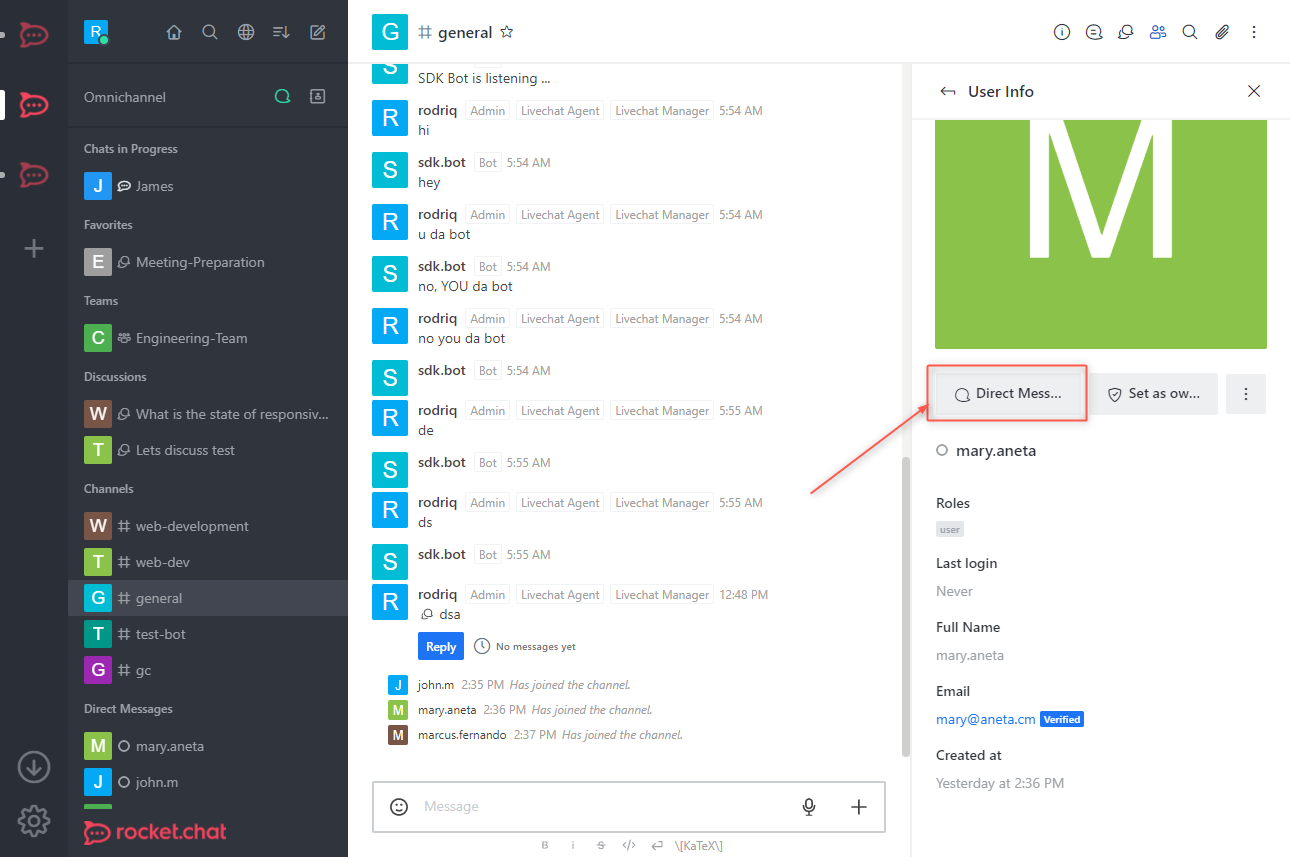 R
Omnichannel
Chats in Progress
J James
Favorites
E Meeting-Preparation
Teams
C Engineering-Team
Discussions
W What is the state of responsiv...
T Lets discuss test
Channels
W web-development
T web-dev
G general
T test-bot
G gc
Direct Messages
M mary.aneta
J john.m
rocket.chat
G general
S SDK Bot is listening ...
R rodriq Admin Livechat Agent Livechat Manager 5:54 AM
hi
S sdk.bot Bot 5:54 AM
hey
R rodriq Admin Livechat Agent Livechat Manager 5:54 AM
u da bot
S sdk.bot Bot 5:54 AM
no, YOU da bot
R rodriq Admin Livechat Agent Livechat Manager 5:54 AM
no you da bot
S sdk.bot Bot 5:54 AM
R rodriq Admin Livechat Agent Livechat Manager 5:55 AM
de
S sdk.bot Bot 5:55 AM
R rodriq Admin Livechat Agent Livechat Manager 5:55 AM
ds
S sdk.bot Bot 5:55 AM
R rodriq Admin Livechat Agent Livechat Manager 12:48 PM
dsa
Reply No messages yet
J john.m 2:35 PM Has joined the channel.
M mary.aneta 2:36 PM Has joined the channel.
M marcus.fernando 2:37 PM Has joined the channel.
Message
B i S </> \[KaTeX\]
User Info
M
Direct Mess... Set as ow...
mary.aneta
Roles
user
Last login
Never
Full Name
mary.aneta
Email
mary@aneta.cm Verified
Created at
Yesterday at 2:36 PM